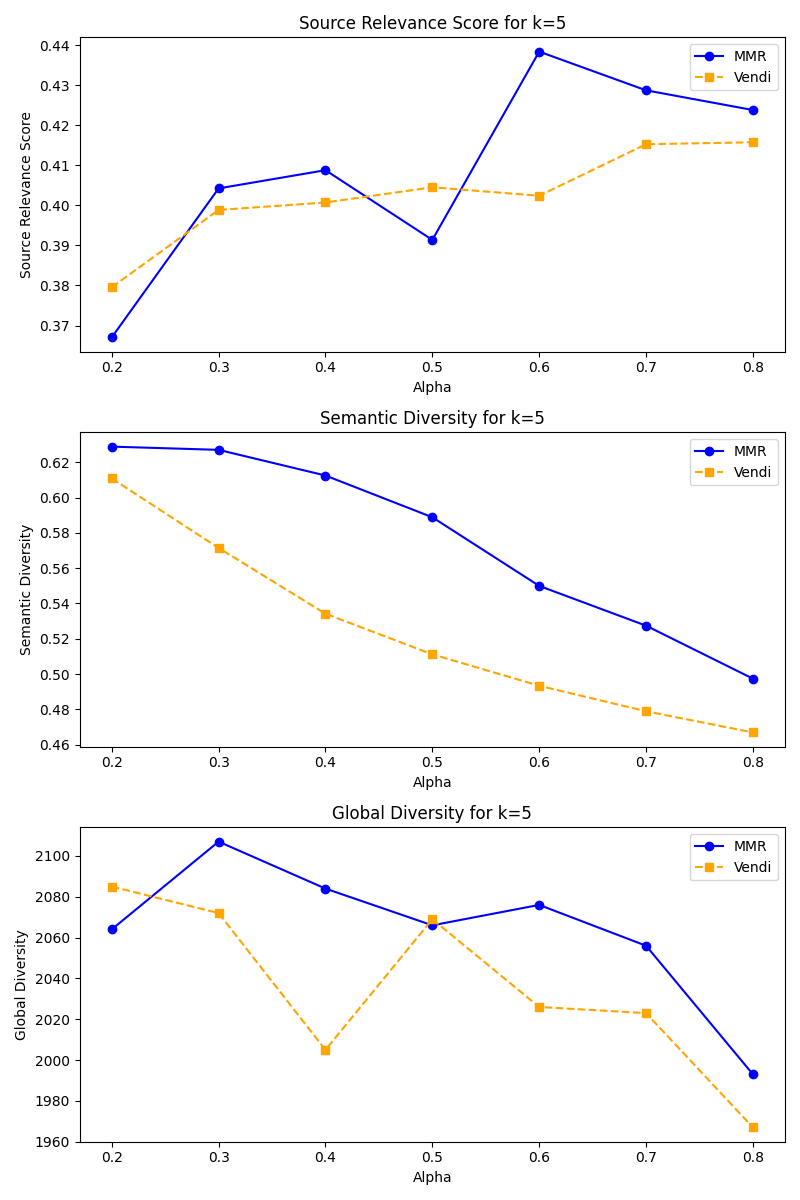 Source Relevance Score for k=5
MMR
Vendi
0.44
0.43
0.42
0.41
0.40
0.39
0.38
0.37
Source Relevance Score
0.2 0.3 0.4 0.5 0.6 0.7 0.8
Alpha
Semantic Diversity for k=5
MMR
Vendi
0.62
0.60
0.58
0.56
0.54
0.52
0.50
0.48
0.46
Semantic Diversity
0.2 0.3 0.4 0.5 0.6 0.7 0.8
Alpha
Global Diversity for k=5
MMR
Vendi
2100
2080
2060
2040
2020
2000
1980
1960
Global Diversity
0.2 0.3 0.4 0.5 0.6 0.7 0.8
Alpha